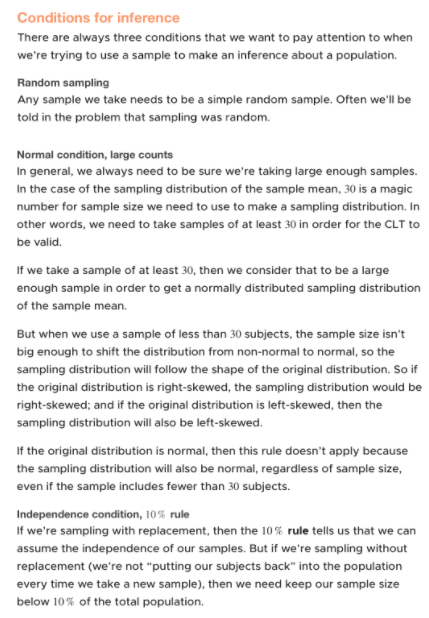 Conditions for inference
There are always three conditions that we want to pay attention to when
we're trying to use a sample to make an inference about a population.
Random sampling
Any sample we take needs to be a simple random sample. Often we'll be
told in the problem that sampling was random.
Normal condition, large counts
In general, we always need to be sure we're taking large enough samples.
In the case of the sampling distribution of the sample mean, 30 is a magic
number for sample size we need to use to make a sampling distribution. In
other words, we need to take samples of at least 30 in order for the CLT to
be valid.
If we take a sample of at least 30, then we consider that to be a large
enough sample in order to get a normally distributed sampling distribution
of the sample mean.
But when we use a sample of less than 30 subjects, the sample size isn't
big enough to shift the distribution from non-normal to normal, so the
sampling distribution will follow the shape of the original distribution. So if
the original distribution is right-skewed, the sampling distribution would be
right-skewed; and if the original distribution is left-skewed, then the
sampling distribution will also be left-skewed.
If the original distribution is normal, then this rule doesn't apply because
the sampling distribution will also be normal, regardless of sample size,
even if the sample includes fewer than 30 subjects.
Independence condition, 10% rule
If we're sampling with replacement, then the 10% rule tells us that we can
assume the independence of our samples. But if we're sampling without
replacement (we're not "putting our subjects back" into the population
every time we take a new sample), then we need keep our sample size
below 10% of the total population.